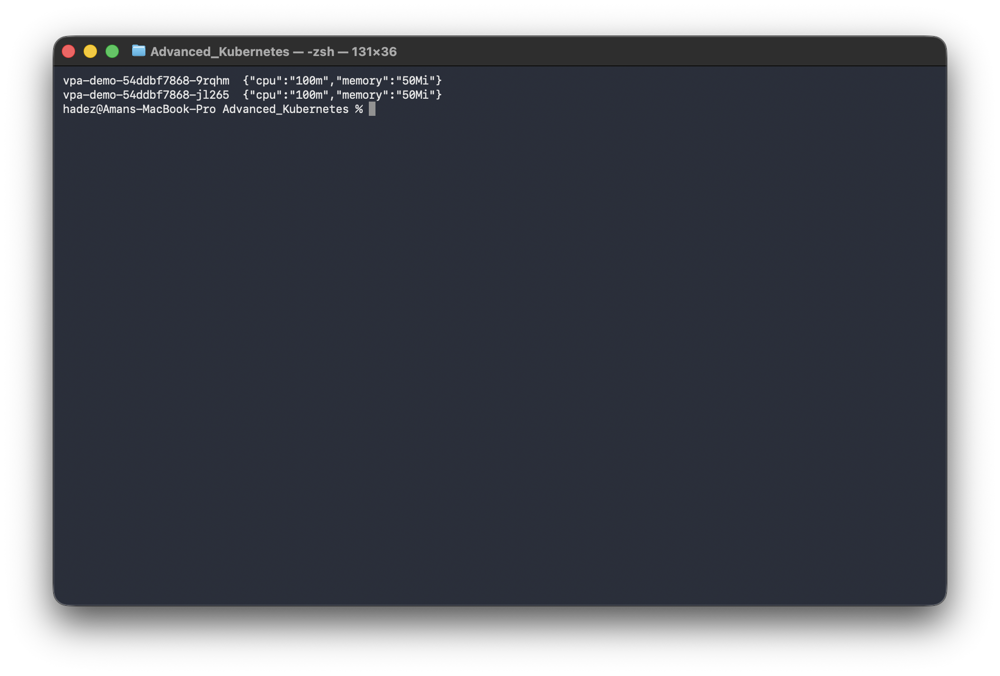 Advanced_Kubernetes — -zsh — 131×36
vpa-demo-54ddbf7868-9rqhm  {"cpu":"100m","memory":"50Mi"}
vpa-demo-54ddbf7868-jl265  {"cpu":"100m","memory":"50Mi"}
hadez@Amans-MacBook-Pro Advanced_Kubernetes %